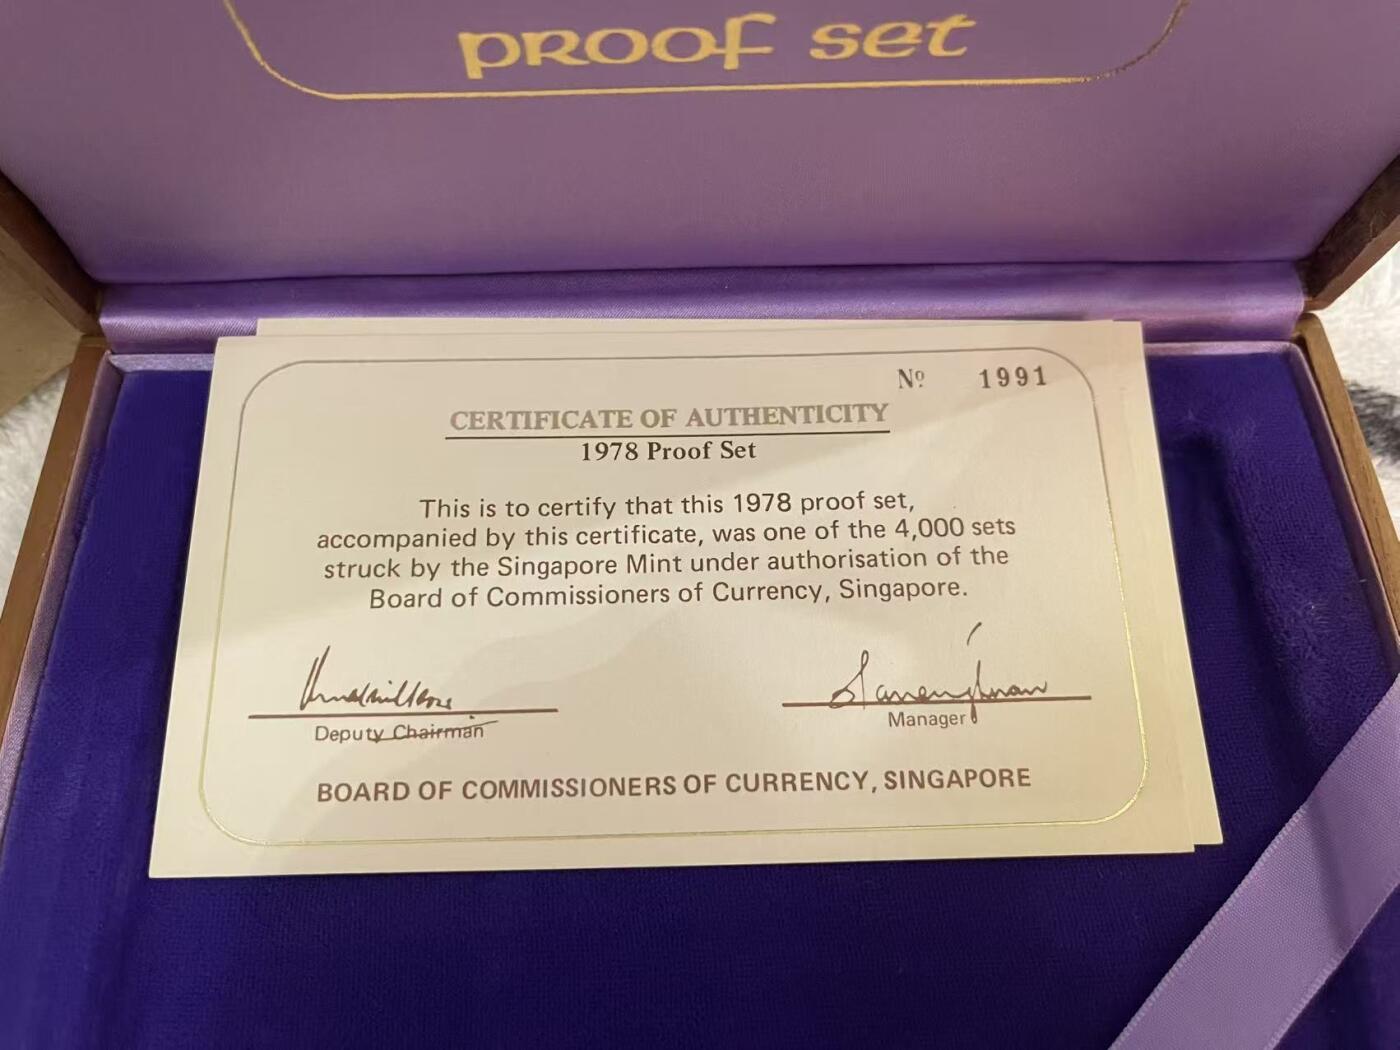 PROOF Set
Nº 1991
CERTIFICATE OF AUTHENTICITY
1978 Proof Set
This is to certify that this 1978 proof set,
accompanied by this certificate, was one of the 4,000 sets
struck by the Singapore Mint under authorisation of the
Board of Commissioners of Currency, Singapore.
Deputy Chairman
Manager
BOARD OF COMMISSIONERS OF CURRENCY, SINGAPORE